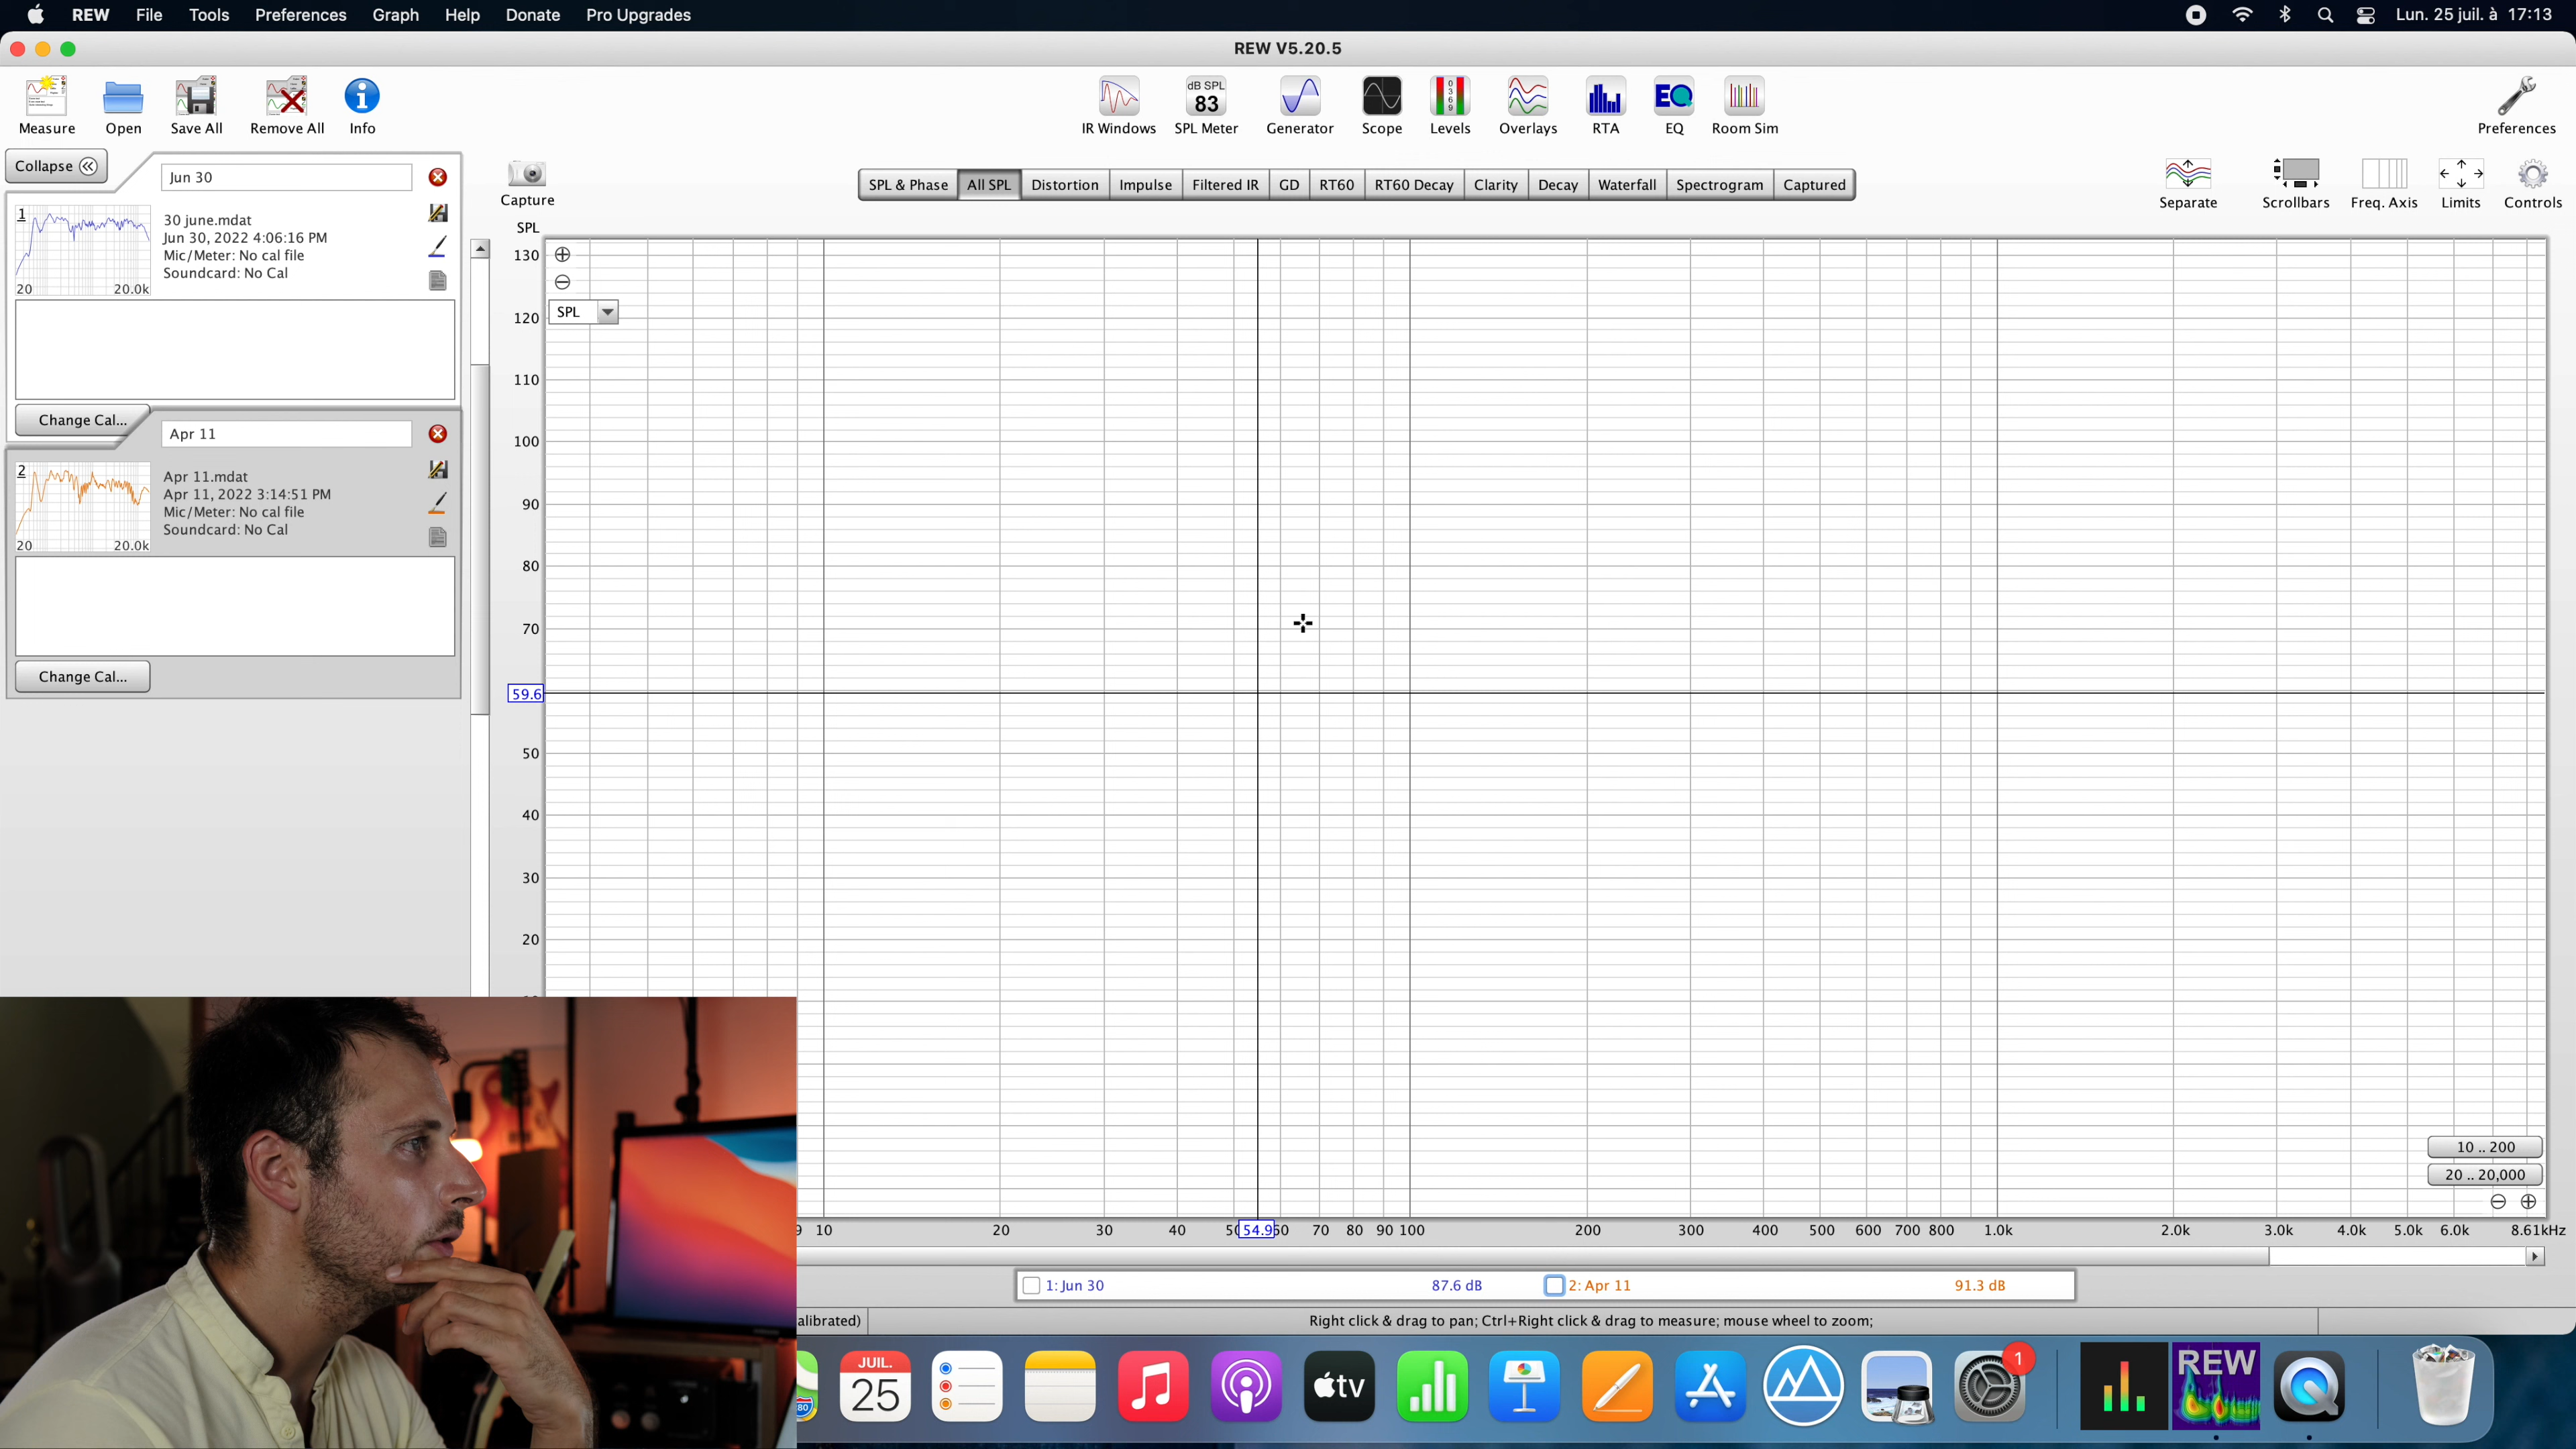 REW File Tools Preferences Graph Help Donate Pro Upgrades Lun. 25 juil. à 17:13
REW V5.20.5
Measure Open Save All Remove All Info
dB SPL
83
IR Windows SPL Meter Generator Scope Levels Overlays RTA EQ Room Sim Preferences
Collapse
Jun 30
Capture
SPL & Phase All SPL Distortion Impulse Filtered IR GD RT60 RT60 Decay Clarity Decay Waterfall Spectrogram Captured
Separate Scrollbars Freq. Axis Limits Controls
1
30 june.mdat
Jun 30, 2022 4:06:16 PM
Mic/Meter: No cal file
Soundcard: No Cal
20 20.0k
Change Cal...
Apr 11
2
Apr 11.mdat
Apr 11, 2022 3:14:51 PM
Mic/Meter: No cal file
Soundcard: No Cal
20 20.0k
Change Cal...
SPL
130
SPL
120
110
100
90
80
70
59.6
50
40
30
20
10 .. 200
20 .. 20,000
10 20 30 40 54.9 70 80 90 100 200 300 400 500 600 700 800 1.0k 2.0k 3.0k 4.0k 5.0k 6.0k 8.61kHz
1: Jun 30 87.6 dB 2: Apr 11 91.3 dB
alibrated) Right click & drag to pan; Ctrl+Right click & drag to measure; mouse wheel to zoom;
JUIL.
25
tv
1
REW